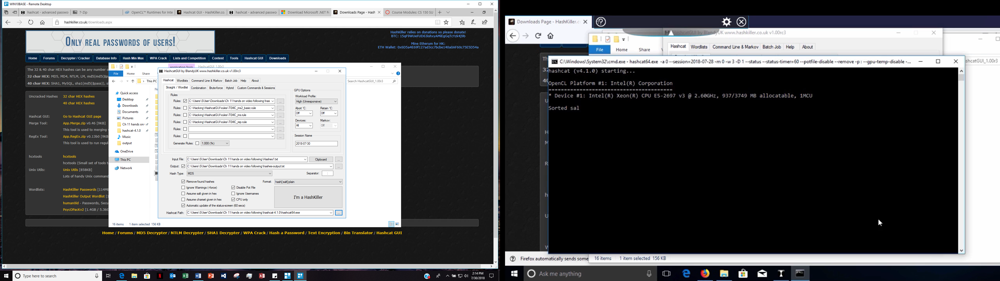 WIN10BASE - Remote Desktop
hashcat - advanced passwo
7-Zip
OpenCL™ Runtimes for Inte
Hashcat GUI - HashKiller.co.
hashcat - advanced passwo
Download Microsoft .NET Fr
Downloads Page - Hash
Course Modules: CS 150 SU
hashkiller.co.uk/downloads.aspx
ONLY REAL PASSWORDS OF USERS!
HashKiller relies on donations so please donate!
BTC: 15qF9WUeFUD63ishxyAMiEgGqTcYzk4j9b
Mine Etherum for HK:
ETH Wallet: 0x6D5a4E69f127ad3cc7bcbe140a0AF60c75E5D54a
Home Forums Decrypter / Cracker Database Info Hash Min Max WPA Crack Lists and Competition Contest Tools Hashcat GUI Downloads
The 32 & 40 char HEX hashes can be any number o
32 char HEX: MD5, MD4, NTLM, LM, md5(md5($pa
40 char HEX: SHA1, MySQL, sha1(md5($pass)), s
Uncracked Hashes 32 char HEX hashes
40 char HEX hashes
Hashcat GUI: Go to Hashcat GUI page
Merge Tool: App.Merge.zip v0.46 [9KB]
This tool is used to merging
RegEx Tool: App.RegEx.zip v0.13b0 [9KB
This tool is used to run regul
hcxtools hcxtools
hcxtools (Small set of tools t
Unix Utils: Unix Utils [858KB]
Lots of handy Unix command
Wordlists: HashKiller Passwords [114ME
HashKiller Output Wordlist [1
human0id - Passwords, Secu
PsycOPacKv2 [1.4GB / 5.36G
Application Tools HashcatGUI_1.00r3
File Home Share
This PC
Search HashcatGUI_1.00r3
Quick access
Desktop
Downloads
Documents
Pictures
Ch 11 hands on
hashcat-4.1.0
Music
output
OneDrive
This PC
Network
16 items 1 item selected 156 KB
HashcatGUI by BlandyUK www.hashkiller.co.uk v1.00rc3
Hashcat Wordlists Command Line & Markov Batch Job Help About
Straight / Wordlist Combination Brute-force Hybrid Custom Commands & Sessions
Rules
Rules: C:\Users\SUser\Downloads\Ch 11 hands on video following\has ...
Rules: C:\Hacking\HashcatGUI\rules\T0XlC_ins2_basic.rule ...
Rules: C:\Hacking\HashcatGUI\rules\T0XlC_ins.rule ...
Rules: C:\Hacking\HashcatGUI\rules\T0XlC_rep.rule ...
Rules: ...
Rules: ...
Generate Rules: 1,000 (1k)
GPU Options
Workload Profile:
High (Unresponsive)
Abort °C: Retain °C:
Off Off
Devices: Markov:
All Off
Session Name
2018-07-30
Input File: C:\Users\SUser\Downloads\Ch 11 hands on video following\Hashes1.txt Clipboard ...
Output: C:\Users\SUser\Downloads\Ch 11 hands on video following\hashes-output.txt ...
Hash Type: MD5 Separator: :
Remove found hashes Format: hash[:salt]:plain
Ignore Warnings (--force) Disable Pot File
Assume salt given in hex Ignore Usernames
Assume charset given in hex CPU only
I'm a HashKiller
Automatic update of the status-screen (60 secs)
Hashcat Path: C:\Users\SUser\Downloads\Ch 11 hands on video following\hashcat-4.1.0\hashcat64.exe ...
Home / Forums / MD5 Decrypter / NTLM Decrypter / SHA1 Decrypter / WPA Crack / Hash a Password / Text Encryption / Bin Translator / Hashcat GUI
Type here to search
2:14 PM
7/30/2018
Downloads Page - HashKiller.c
HashcatGUI by BlandyUK www.hashkiller.co.uk v1.00rc3
File Home Share
Hashcat Wordlists Command Line & Markov Batch Job Help About
shcatGUI_1.00r3
C:\Windows\System32\cmd.exe - hashcat64.exe -a 0 --session=2018-07-28 -m 0 -w 3 -D 1 --status --status-timer=60 --potfile-disable --remove -p : --gpu-temp-disable -...
hashcat (v4.1.0) starting...
OpenCL Platform #1: Intel(R) Corporation
========================================
* Device #1: Intel(R) Xeon(R) CPU E5-2697 v3 @ 2.60GHz, 937/3749 MB allocatable, 1MCU
Sorted sal
Th
32
40
Firefox automatically sends some
16 items 1 item selected 156 KB
Ask me anything